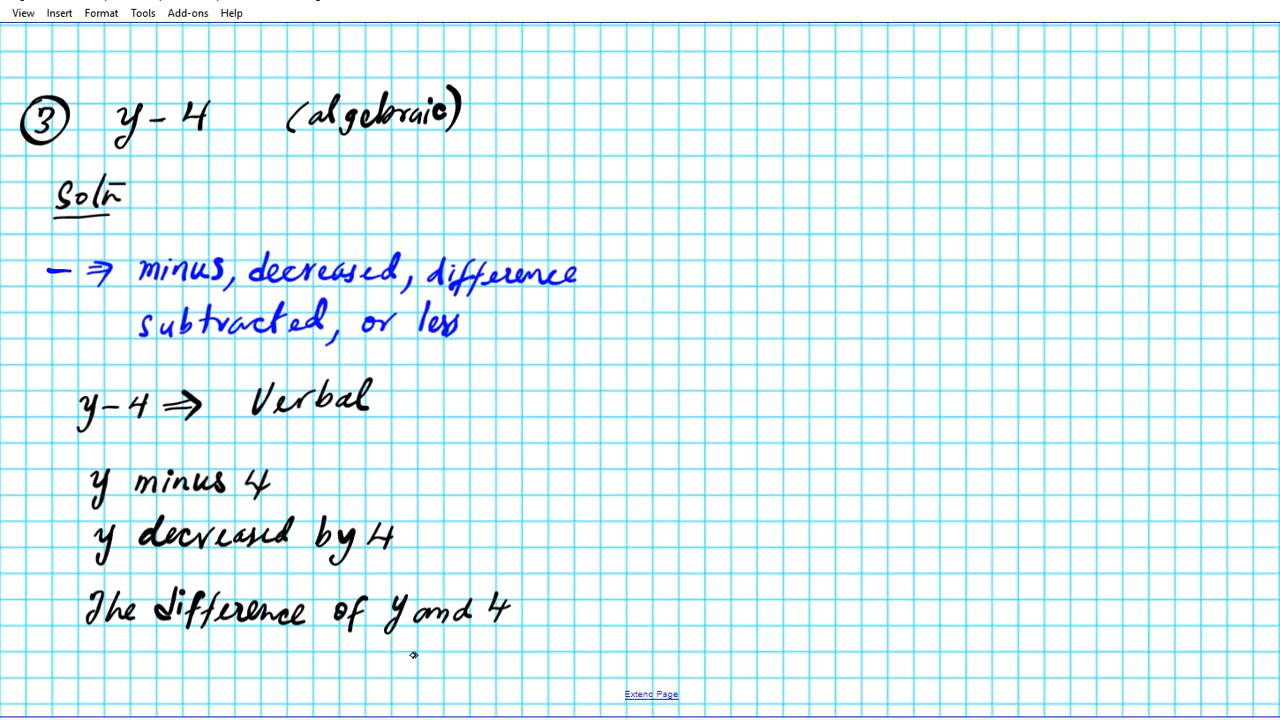 View Insert Format Tools Add-ons Help
③ y - 4 (algebraic)
Solñ
- ⇒ minus, decreased, difference
subtracted, or less
y - 4 ⇒ Verbal
y minus 4
y decreased by 4
The difference of y and 4
Extend Page